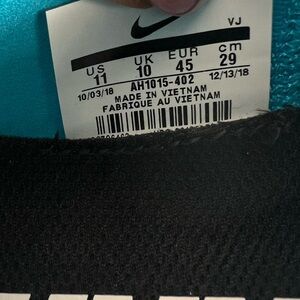 VJ
US UK EUR cm
11 10 45 29
10/03/18 12/13/18
AH1015-402
MADE IN VIETNAM
FABRIQUE AU VIETNAM